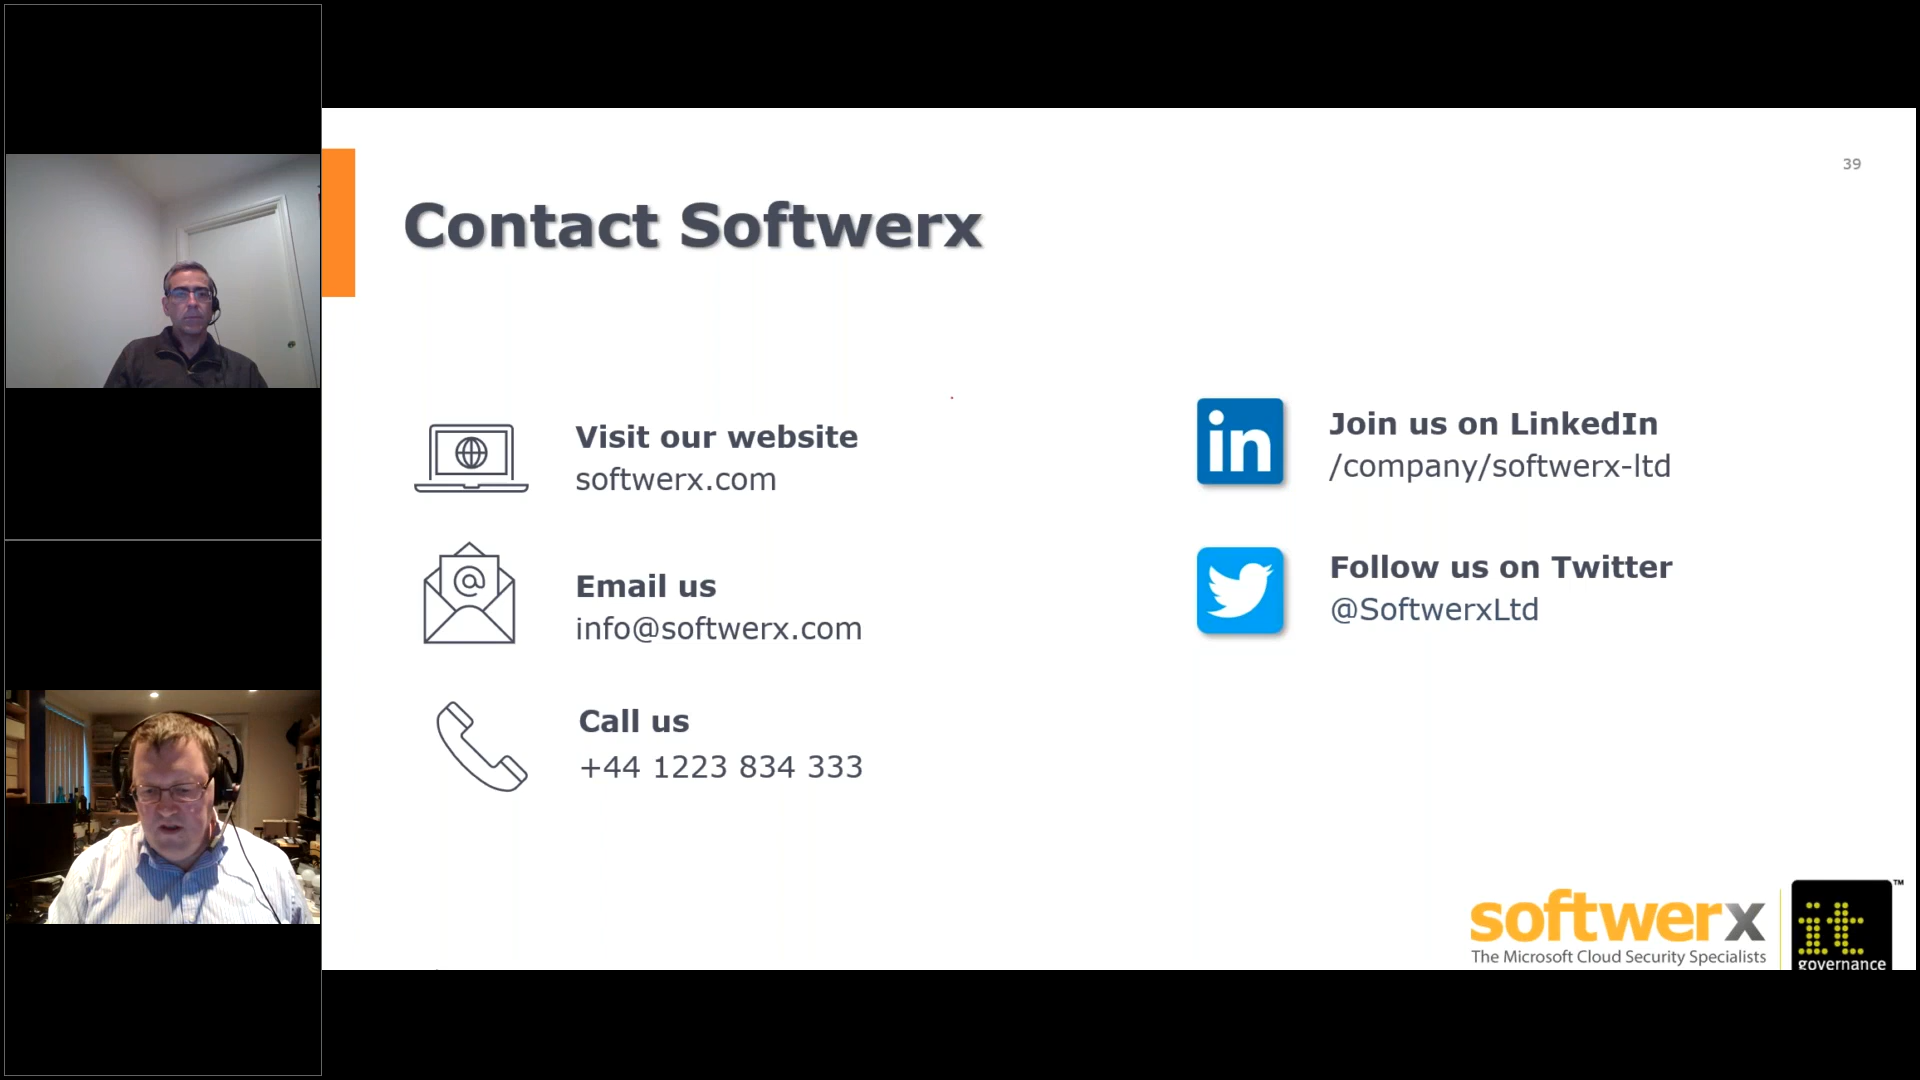 39
Contact Softwerx
Visit our website
softwerx.com
Email us
info@softwerx.com
Call us
+44 1223 834 333
in
Join us on LinkedIn
/company/softwerx-ltd
Follow us on Twitter
@SoftwerxLtd
softwerx
The Microsoft Cloud Security Specialists
it
governance
TM